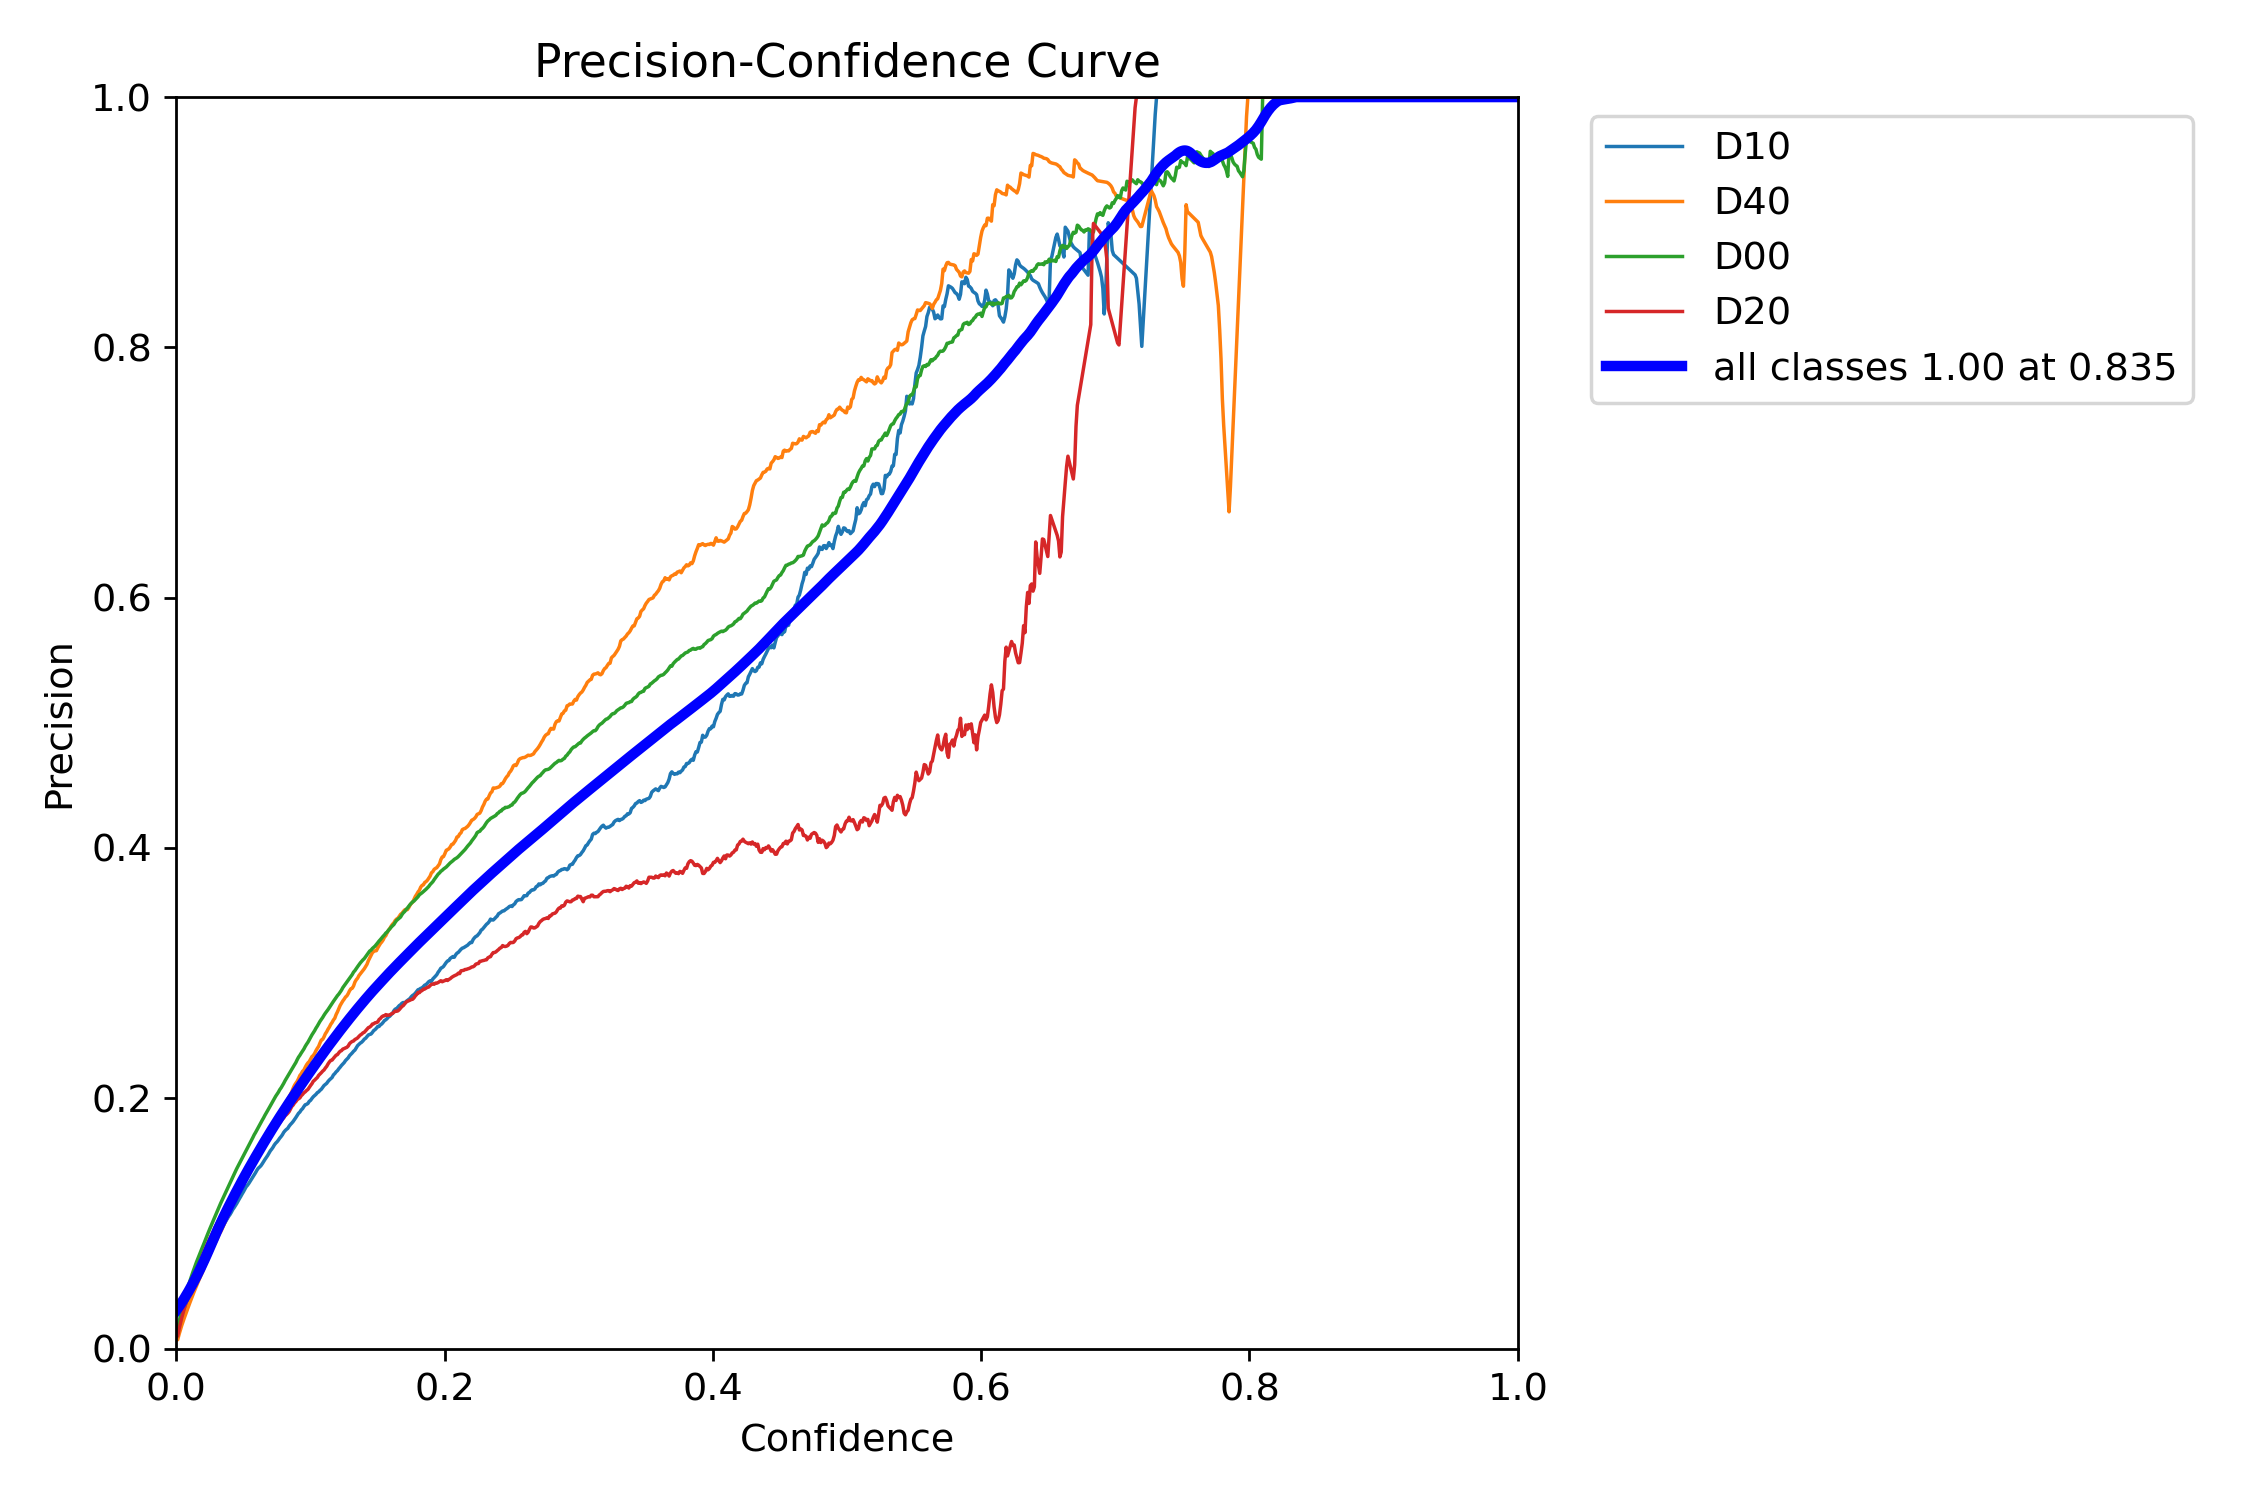 Precision-Confidence Curve
1.0
0.8
0.6
0.4
0.2
0.0
Precision
0.0 0.2 0.4 0.6 0.8 1.0
Confidence
D10
D40
D00
D20
all classes 1.00 at 0.835